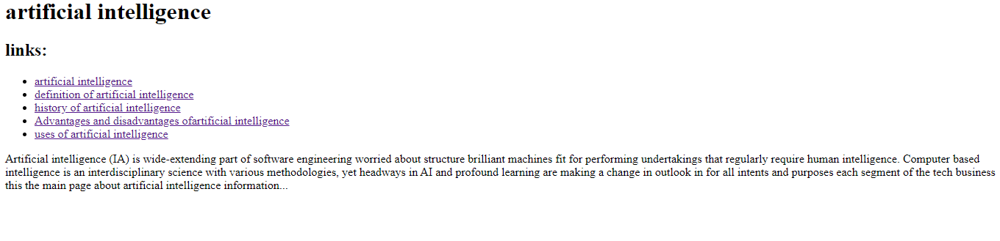 artificial intelligence
links:
artificial intelligence
definition of artificial intelligence
history of artificial intelligence
Advantages and disadvantages ofartificial intelligence
uses of artificial intelligence
Artificial intelligence (IA) is wide-extending part of software engineering worried about structure brilliant machines fit for performing undertakings that regularly require human intelligence. Computer based
intelligence is an interdisciplinary science with various methodologies, yet headways in AI and profound learning are making a change in outlook in for all intents and purposes each segment of the tech business
this the main page about artificial intelligence information...